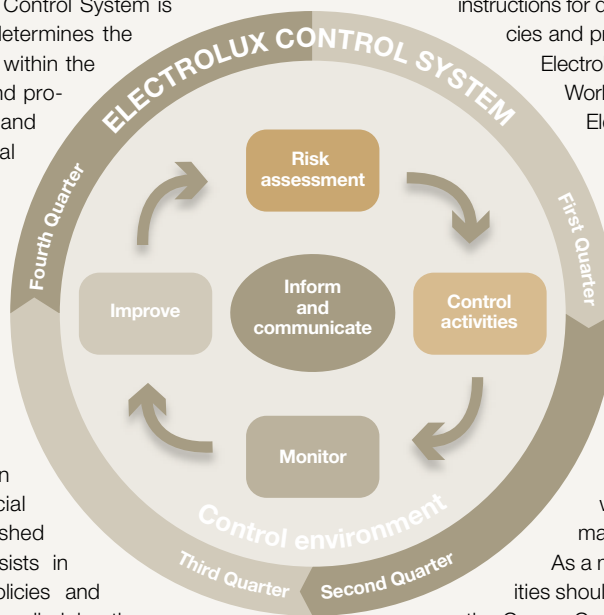 Control System is
determines the
within the
nd pro-
and
al
instructions for d
cies and pr
Electro
Work
Ele
ELECTROLUX CONTROL SYSTEM
Fourth Quarter
First Quarter
Risk
assessment
Improve
Inform
and
communicate
Control
activities
Monitor
Control environment
Third Quarter
Second Quarter
n
cial
shed
sists in
olicies and
w
ma
As a m
ities shoul